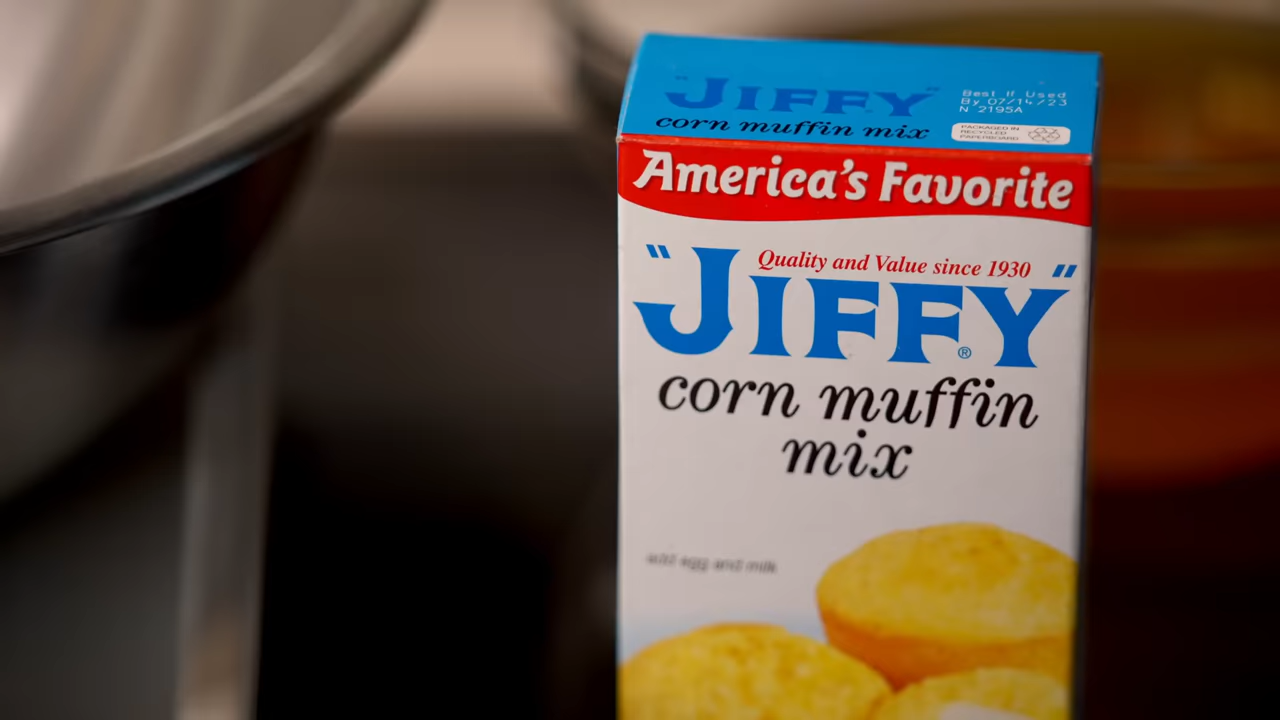 "JIFFY"
corn muffin mix
Best If Used
By 07/14/23
N 2195A
PACKAGED IN
RECYCLED
PAPERBOARD
America's Favorite
Quality and Value since 1930
"JIFFY"®
corn muffin
mix
add egg and milk